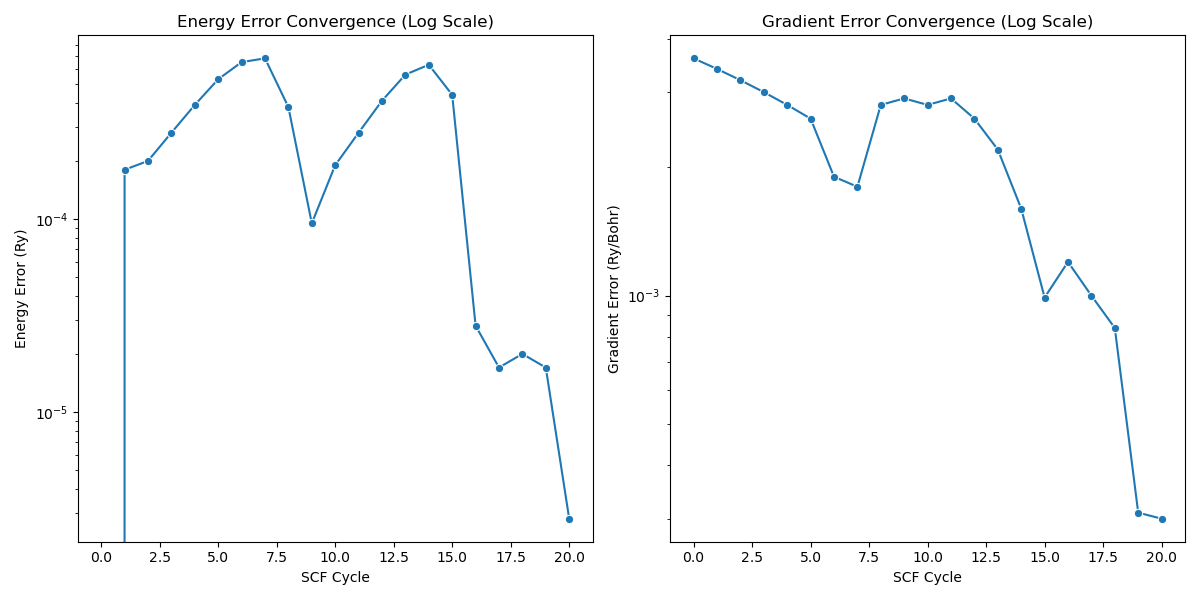 Energy Error Convergence (Log Scale)
Energy Error (Ry)
10⁻⁴
10⁻⁵
0.0 2.5 5.0 7.5 10.0 12.5 15.0 17.5 20.0
SCF Cycle
Gradient Error Convergence (Log Scale)
Gradient Error (Ry/Bohr)
10⁻³
0.0 2.5 5.0 7.5 10.0 12.5 15.0 17.5 20.0
SCF Cycle